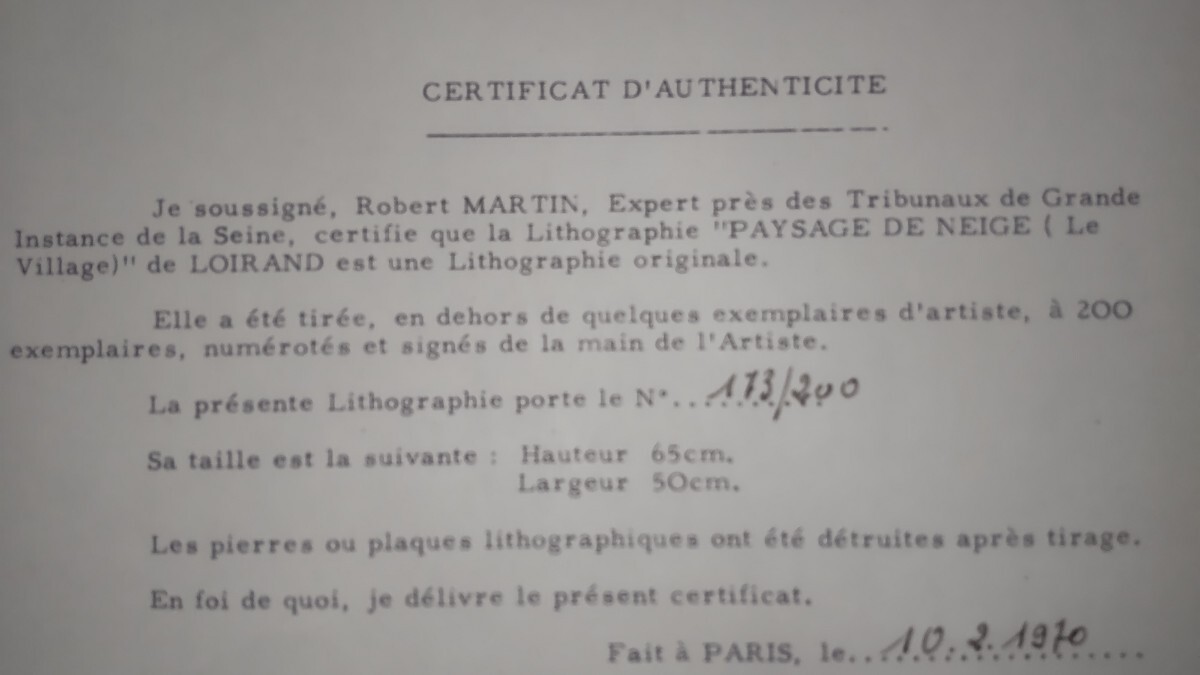 CERTIFICAT D'AUTHENTICITE
Je soussigné, Robert MARTIN, Expert près des Tribunaux de Grande
Instance de la Seine, certifie que la Lithographie "PAYSAGE DE NEIGE ( Le
Village)" de LOIRAND est une Lithographie originale.
Elle a été tirée, en dehors de quelques exemplaires d'artiste, à 200
exemplaires, numérotés et signés de la main de l'Artiste.
La présente Lithographie porte le N°.. 173/200
Sa taille est la suivante : Hauteur 65cm.
Largeur 50cm.
Les pierres ou plaques lithographiques ont été détruites après tirage.
En foi de quoi, je délivre le présent certificat.
Fait à PARIS, le.. 10.2.1970....